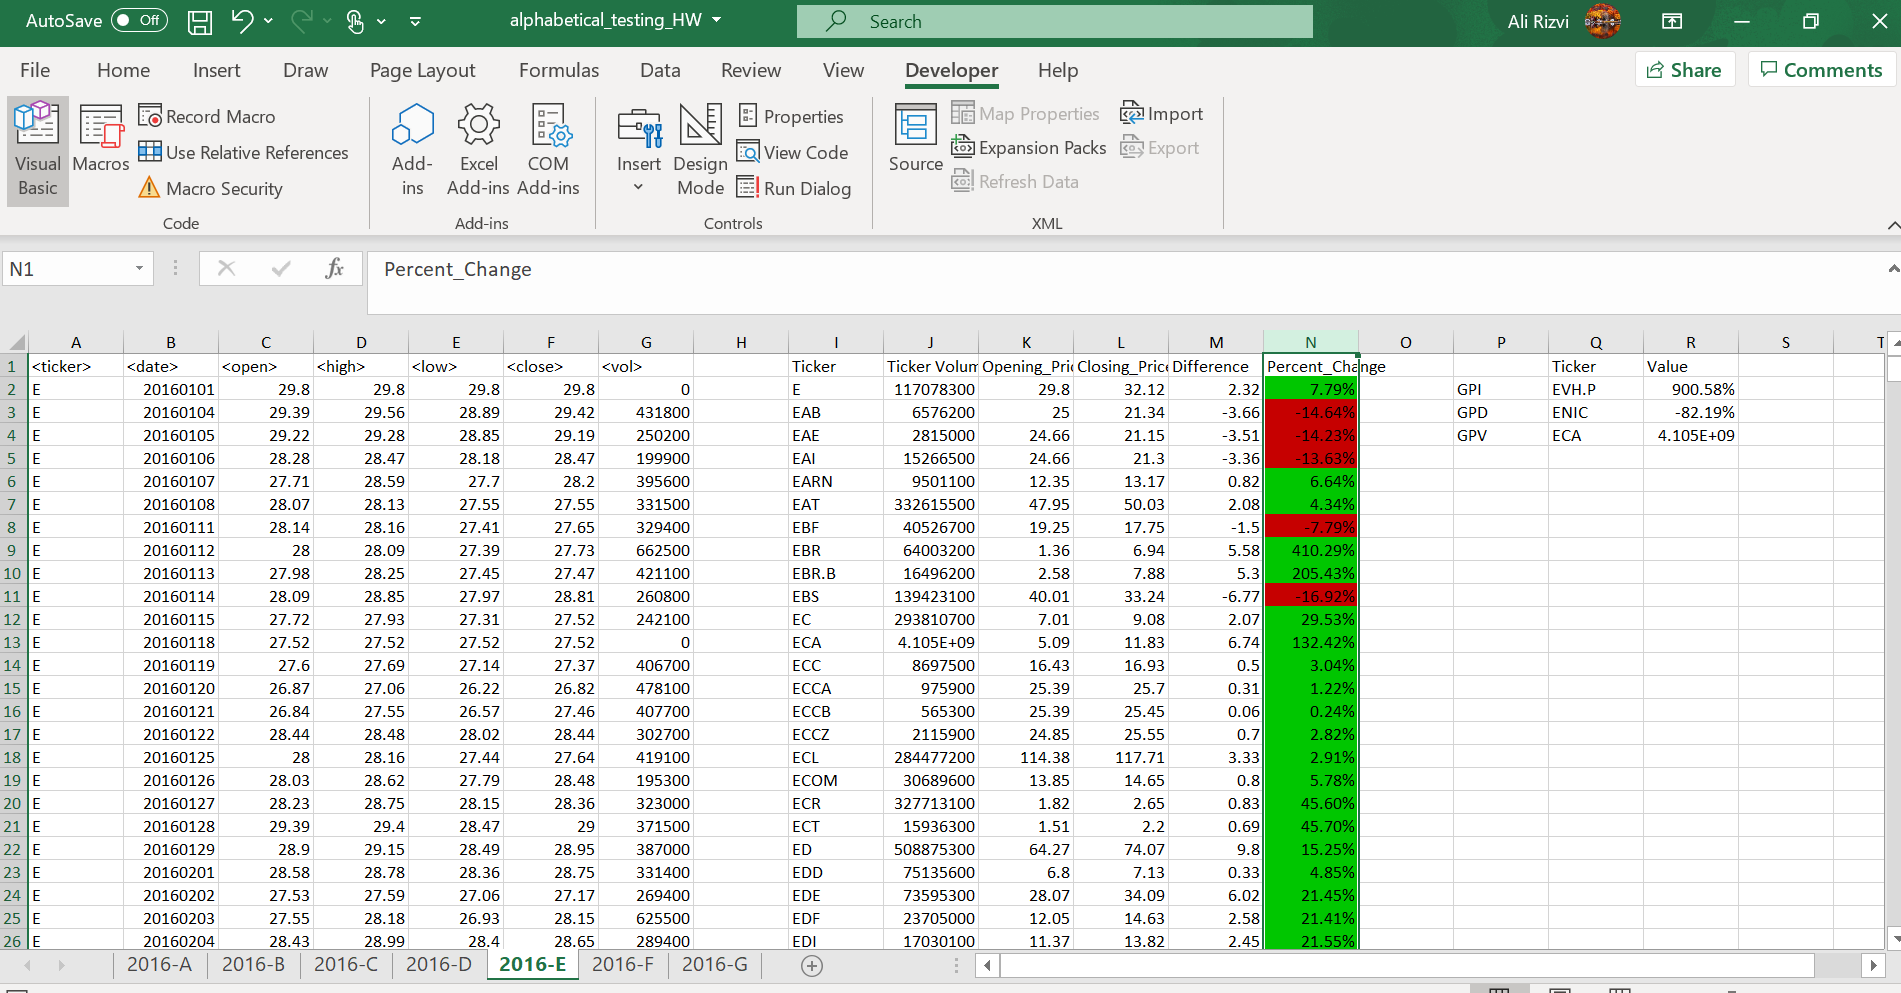 AutoSave Off alphabetical_testing_HW Search Ali Rizvi
File Home Insert Draw Page Layout Formulas Data Review View Developer Help Share Comments
Visual Basic
Macros
Record Macro
Use Relative References
Macro Security
Code
Add-ins
Excel Add-ins
COM Add-ins
Add-ins
Insert
Design Mode
Properties
View Code
Run Dialog
Controls
Source
Map Properties
Expansion Packs
Refresh Data
Import
Export
XML
N1 fx Percent_Change
A B C D E F G H I J K L M N O P Q R S T
1 <ticker> <date> <open> <high> <low> <close> <vol> Ticker Ticker Volum Opening_Pric Closing_Price Difference Percent_Change Ticker Value
2 E 20160101 29.8 29.8 29.8 29.8 0 E 117078300 29.8 32.12 2.32 7.79% GPI EVH.P 900.58%
3 E 20160104 29.39 29.56 28.89 29.42 431800 EAB 6576200 25 21.34 -3.66 -14.64% GPD ENIC -82.19%
4 E 20160105 29.22 29.28 28.85 29.19 250200 EAE 2815000 24.66 21.15 -3.51 -14.23% GPV ECA 4.105E+09
5 E 20160106 28.28 28.47 28.18 28.47 199900 EAI 15266500 24.66 21.3 -3.36 -13.63%
6 E 20160107 27.71 28.59 27.7 28.2 395600 EARN 9501100 12.35 13.17 0.82 6.64%
7 E 20160108 28.07 28.13 27.55 27.55 331500 EAT 332615500 47.95 50.03 2.08 4.34%
8 E 20160111 28.14 28.16 27.41 27.65 329400 EBF 40526700 19.25 17.75 -1.5 -7.79%
9 E 20160112 28 28.09 27.39 27.73 662500 EBR 64003200 1.36 6.94 5.58 410.29%
10 E 20160113 27.98 28.25 27.45 27.47 421100 EBR.B 16496200 2.58 7.88 5.3 205.43%
11 E 20160114 28.09 28.85 27.97 28.81 260800 EBS 139423100 40.01 33.24 -6.77 -16.92%
12 E 20160115 27.72 27.93 27.31 27.52 242100 EC 293810700 7.01 9.08 2.07 29.53%
13 E 20160118 27.52 27.52 27.52 27.52 0 ECA 4.105E+09 5.09 11.83 6.74 132.42%
14 E 20160119 27.6 27.69 27.14 27.37 406700 ECC 8697500 16.43 16.93 0.5 3.04%
15 E 20160120 26.87 27.06 26.22 26.82 478100 ECCA 975900 25.39 25.7 0.31 1.22%
16 E 20160121 26.84 27.55 26.57 27.46 407700 ECCB 565300 25.39 25.45 0.06 0.24%
17 E 20160122 28.44 28.48 28.02 28.44 302700 ECCZ 2115900 24.85 25.55 0.7 2.82%
18 E 20160125 28 28.16 27.44 27.64 419100 ECL 284477200 114.38 117.71 3.33 2.91%
19 E 20160126 28.03 28.62 27.79 28.48 195300 ECOM 30689600 13.85 14.65 0.8 5.78%
20 E 20160127 28.23 28.75 28.15 28.36 323000 ECR 327713100 1.82 2.65 0.83 45.60%
21 E 20160128 29.39 29.4 28.47 29 371500 ECT 15936300 1.51 2.2 0.69 45.70%
22 E 20160129 28.9 29.15 28.49 28.95 387000 ED 508875300 64.27 74.07 9.8 15.25%
23 E 20160201 28.58 28.78 28.36 28.75 331400 EDD 75135600 6.8 7.13 0.33 4.85%
24 E 20160202 27.53 27.59 27.06 27.17 269400 EDE 73595300 28.07 34.09 6.02 21.45%
25 E 20160203 27.55 28.18 26.93 28.15 625500 EDF 23705000 12.05 14.63 2.58 21.41%
26 E 20160204 28.43 28.99 28.4 28.65 289400 EDI 17030100 11.37 13.82 2.45 21.55%
2016-A 2016-B 2016-C 2016-D 2016-E 2016-F 2016-G